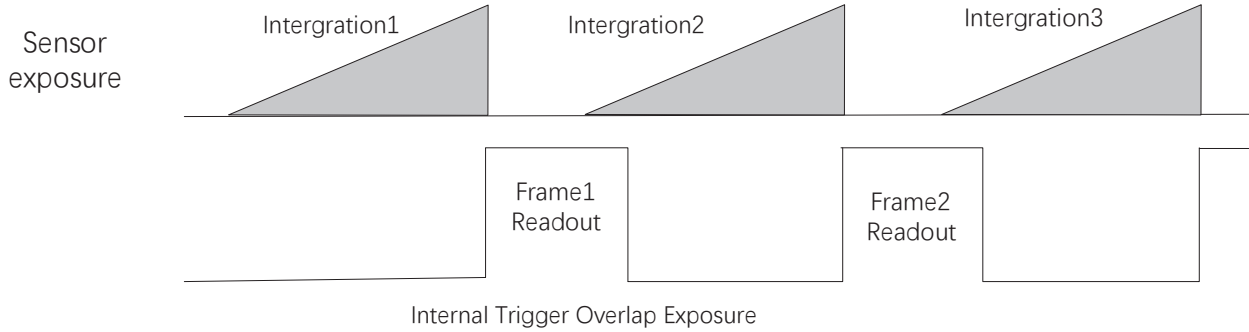 Intergration1
Intergration2
Intergration3
Sensor
exposure
Frame1
Readout
Frame2
Readout
Internal Trigger Overlap Exposure